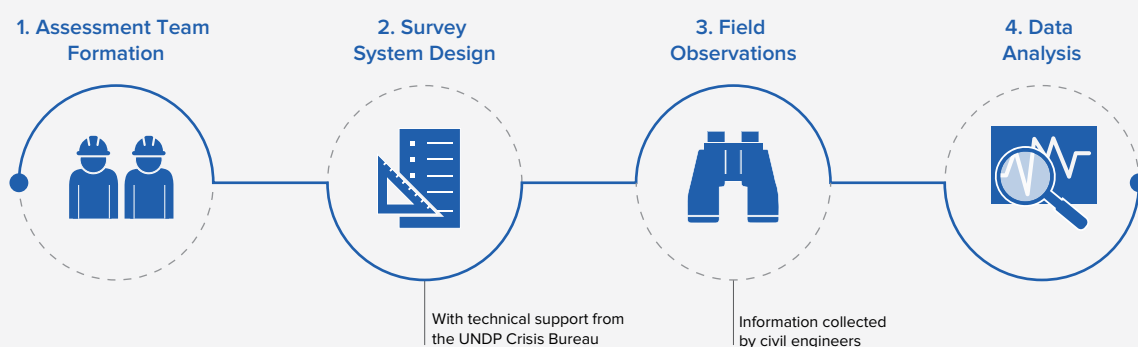 1. Assessment Team
Formation
2. Survey
System Design
3. Field
Observations
4. Data
Analysis
With technical support from
the UNDP Crisis Bureau
Information collected
by civil engineers